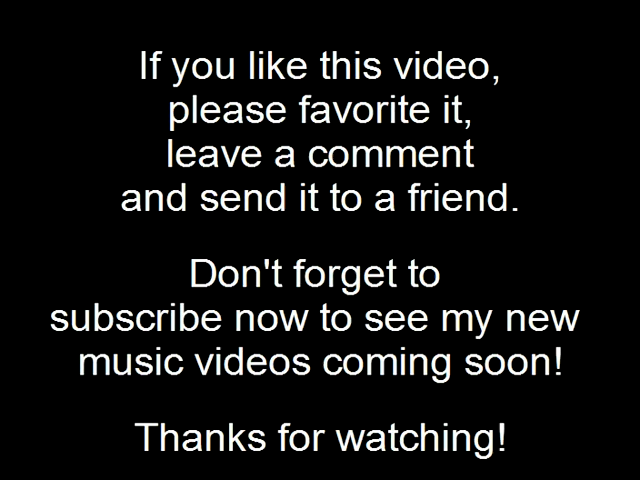 If you like this video,
please favorite it,
leave a comment
and send it to a friend.
Don't forget to
subscribe now to see my new
music videos coming soon!
Thanks for watching!